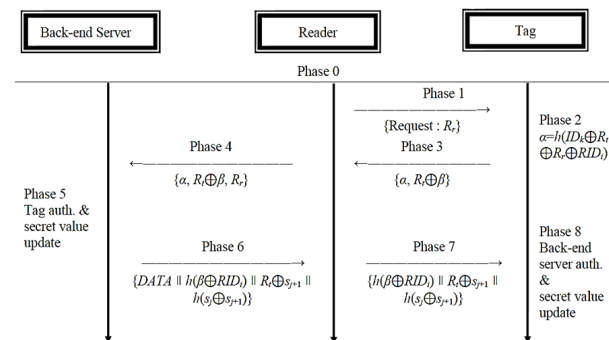 Back-end Server
Reader
Tag
Phase 0
Phase 1
{Request : Rᵣ}
Phase 2
α=h(IDₖ⊕Rₜ
⊕Rᵣ⊕RIDᵢ)
Phase 3
{α, Rₜ⊕β}
Phase 4
{α, Rₜ⊕β, Rᵣ}
Phase 5
Tag auth. &
secret value
update
Phase 6
{DATA || h(β⊕RIDᵢ) || Rₜ⊕sⱼ₊₁ ||
h(sⱼ⊕sⱼ₊₁)}
Phase 7
{h(β⊕RIDᵢ) || Rₜ⊕sⱼ₊₁ ||
h(sⱼ⊕sⱼ₊₁)}
Phase 8
Back-end
server auth.
&
secret value
update